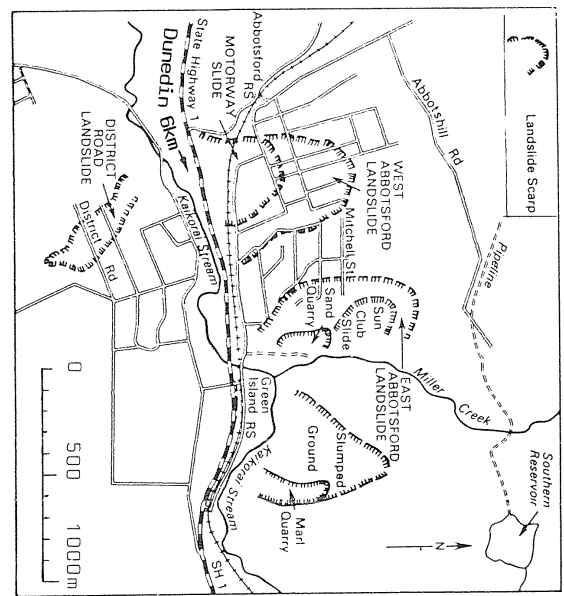 Landslide Scarp
Abbotshill Rd
Pipeline
Southern
Reservoir
N
Abbotsford
RS
MOTORWAY
SLIDE
WEST
ABBOTSFORD
LANDSLIDE
Mitchell St.
Sand
Quarry
Sun
Club
Slide
EAST
ABBOTSFORD
LANDSLIDE
Miller
Creek
Slumped
Ground
Marl
Quarry
State Highway 1
Dunedin 6km
Kaikorai Stream
Green
Island RS
Kaikorai Stream
SH 1
DISTRICT
ROAD
LANDSLIDE
District
Rd
0
500
1000m